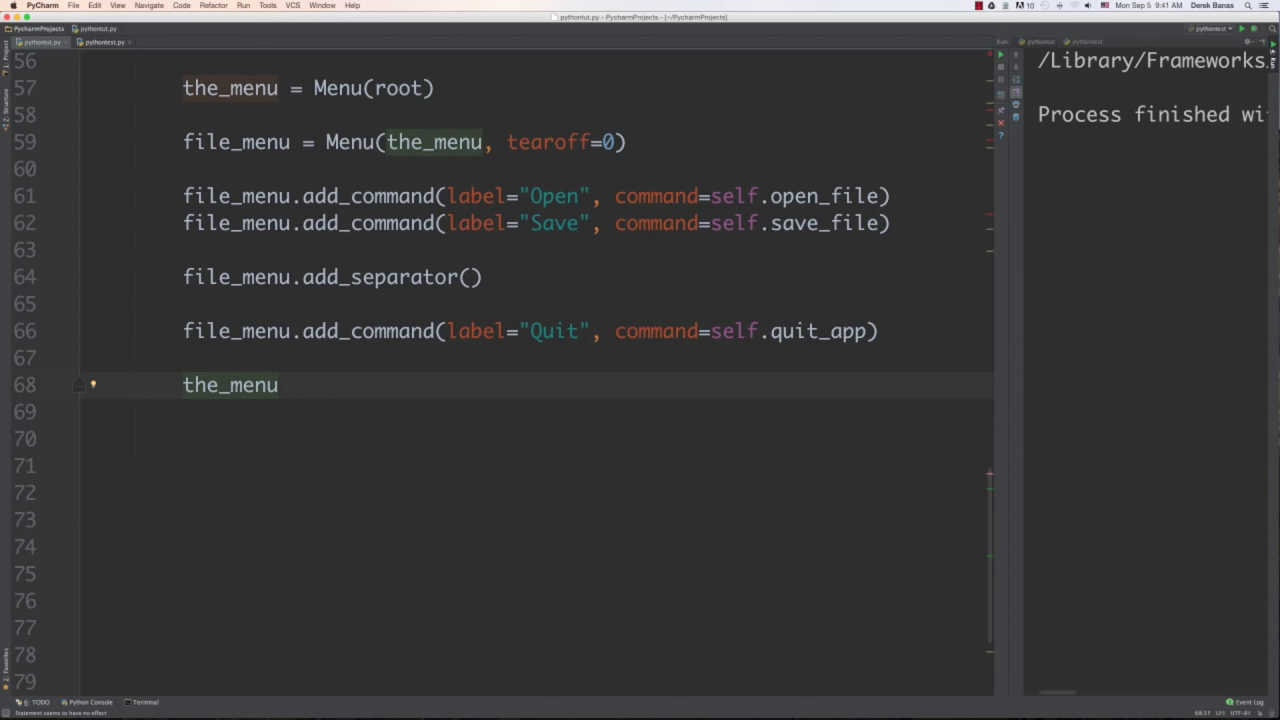 PyCharm File Edit View Navigate Code Refactor Run Tools VCS Window Help 10 Mon Sep 5 9:41 AM Derek Banas
pythontut.py - PycharmProjects - [~/PycharmProjects]
PycharmProjects pythontut.py pythontest
pythontut.py pythontest.py Run: pythontut pythontest
56
57 the_menu = Menu(root)
58
59 file_menu = Menu(the_menu, tearoff=0)
60
61 file_menu.add_command(label="Open", command=self.open_file)
62 file_menu.add_command(label="Save", command=self.save_file)
63
64 file_menu.add_separator()
65
66 file_menu.add_command(label="Quit", command=self.quit_app)
67
68 the_menu
69
70
71
72
73
74
75
76
77
78
79
/Library/Frameworks
Process finished wi
1: Project
7: Structure
2: Favorites
Run
6: TODO Python Console Terminal Event Log
Statement seems to have no effect 68:17 LF÷ UTF-8÷